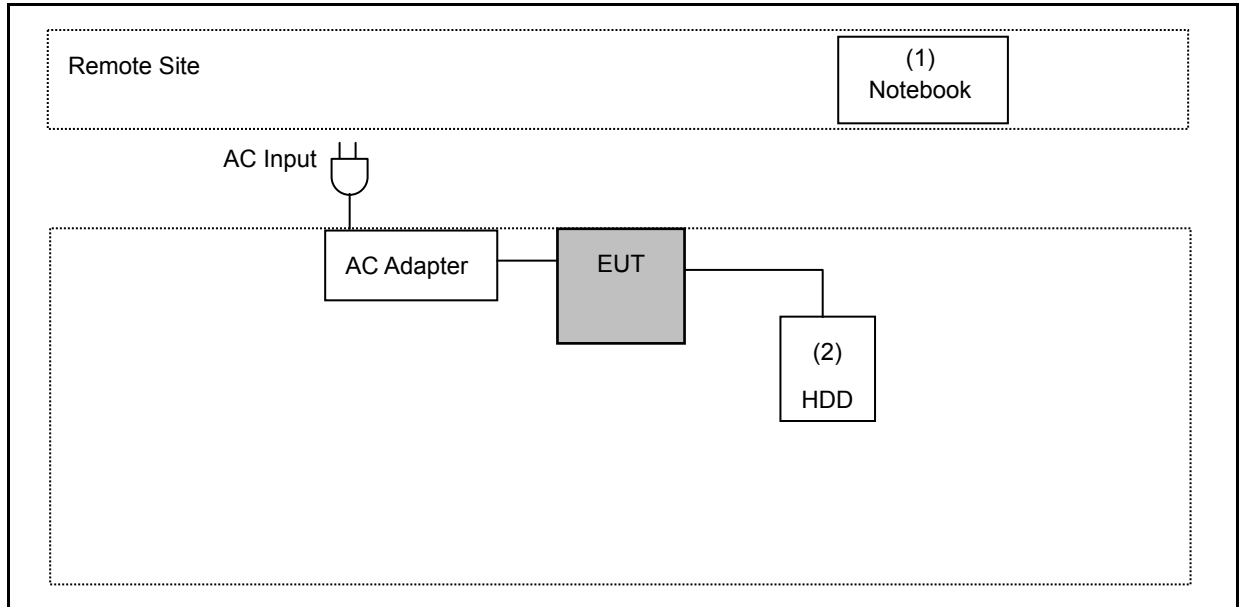 Remote Site
(1)
Notebook
AC Input
AC Adapter
EUT
(2)
HDD